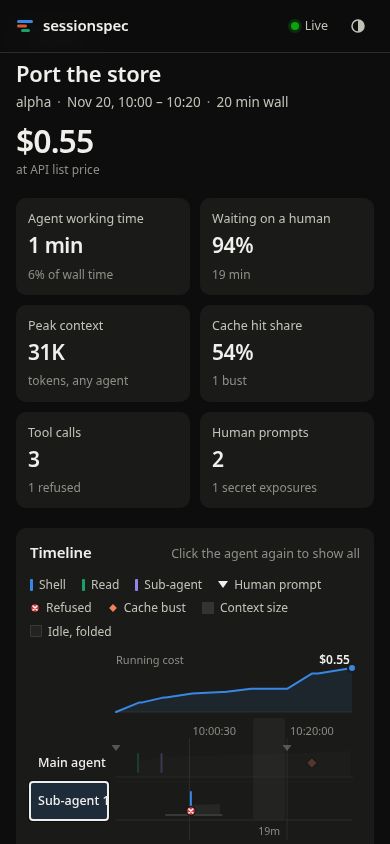 sessionspec
Live
Port the store
alpha · Nov 20, 10:00 – 10:20 · 20 min wall
$0.55
at API list price
Agent working time
1 min
6% of wall time
Waiting on a human
94%
19 min
Peak context
31K
tokens, any agent
Cache hit share
54%
1 bust
Tool calls
3
1 refused
Human prompts
2
1 secret exposures
Timeline
Click the agent again to show all
Shell Read Sub-agent Human prompt
Refused Cache bust Context size
Idle, folded
Running cost $0.55
10:00:30 10:20:00
Main agent
Sub-agent 1
19m